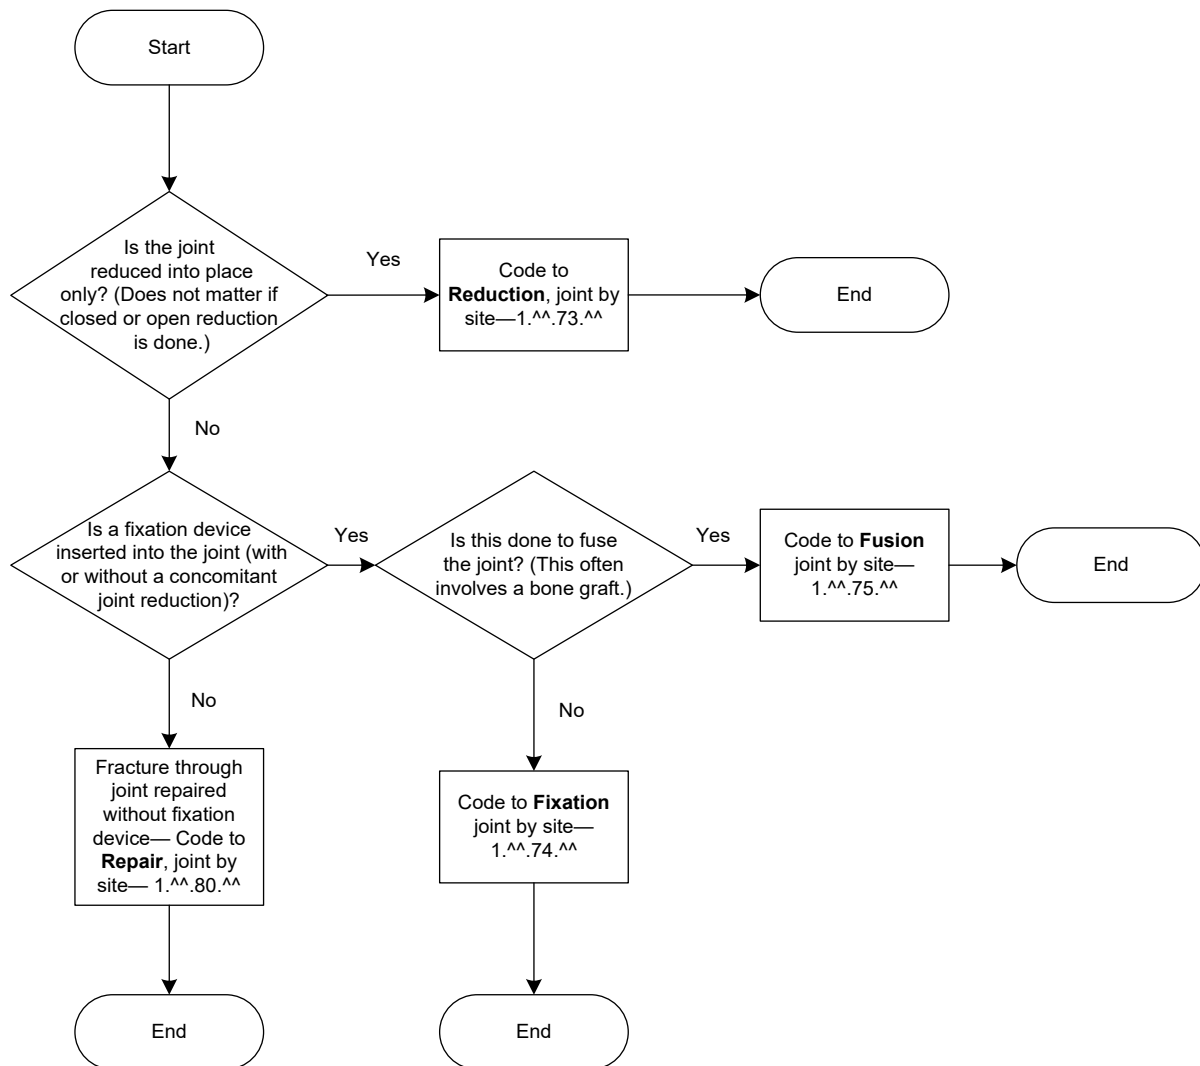 Start
Is the joint
reduced into place
only? (Does not matter if
closed or open reduction
is done.)
Yes
Code to
Reduction, joint by
site—1.^^.73.^^
End
No
Is a fixation device
inserted into the joint (with
or without a concomitant
joint reduction)?
Yes
Is this done to fuse
the joint? (This often
involves a bone graft.)
Yes
Code to Fusion
joint by site—
1.^^.75.^^
End
No
Fracture through
joint repaired
without fixation
device— Code to
Repair, joint by
site— 1.^^.80.^^
No
Code to Fixation
joint by site—
1.^^.74.^^
End
End